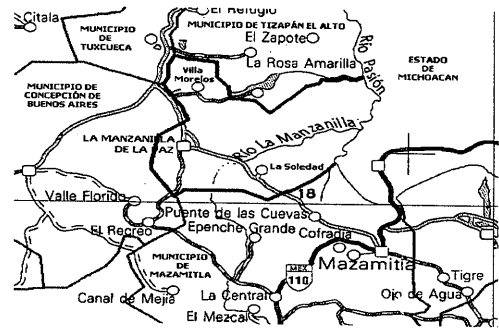 El Refugio
Citala
MUNICIPIO DE TIZAPÁN EL ALTO
MUNICIPIO
DE
TUXCUECA
El Zapote
La Rosa Amarilla
ESTADO
DE
MICHOACAN
Río Pasión
Villa
Morelos
MUNICIPIO DE
CONCEPCIÓN DE
BUENOS AIRES
LA MANZANILLA
DE LA PAZ
Río La Manzanilla
La Soledad
18
Valle Florido
Puente de las Cuevas
El Recreo
Epenche Grande
Cofradia
MUNICIPIO
DE
MAZAMITLA
Mazamitla
MEX
110
Tigre
Canal de Mejia
La Central
Ojo de Agua
El Mezcal